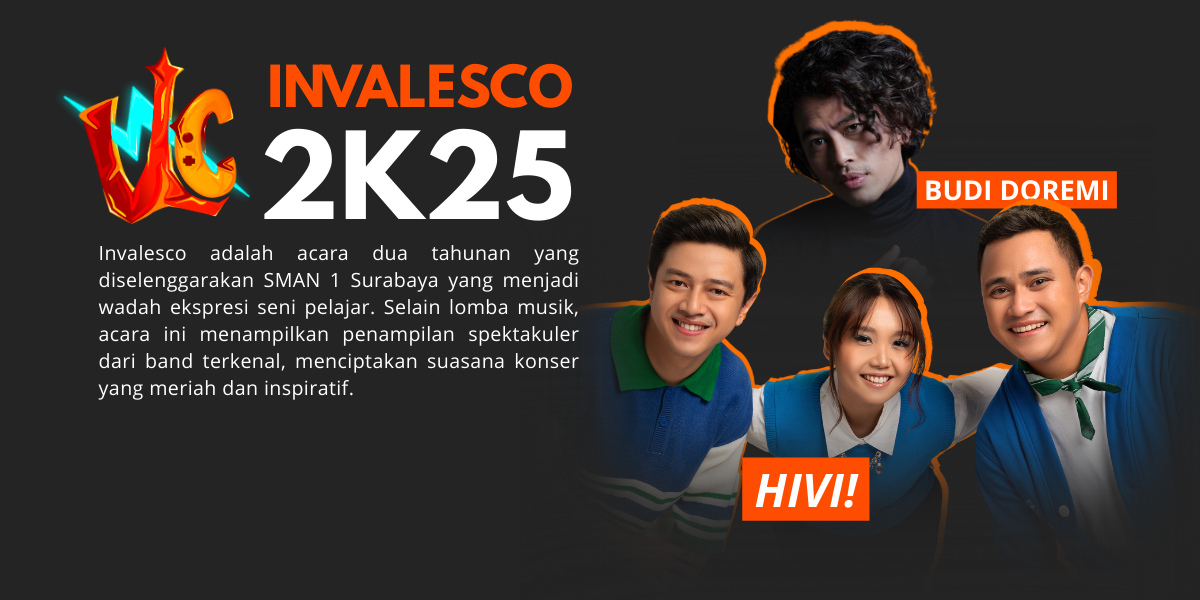 VIC
INVALESCO
2K25
Invalesco adalah acara dua tahunan yang
diselenggarakan SMAN 1 Surabaya yang menjadi
wadah ekspresi seni pelajar. Selain lomba musik,
acara ini menampilkan penampilan spektakuler
dari band terkenal, menciptakan suasana konser
yang meriah dan inspiratif.
BUDI DOREMI
HIVI!